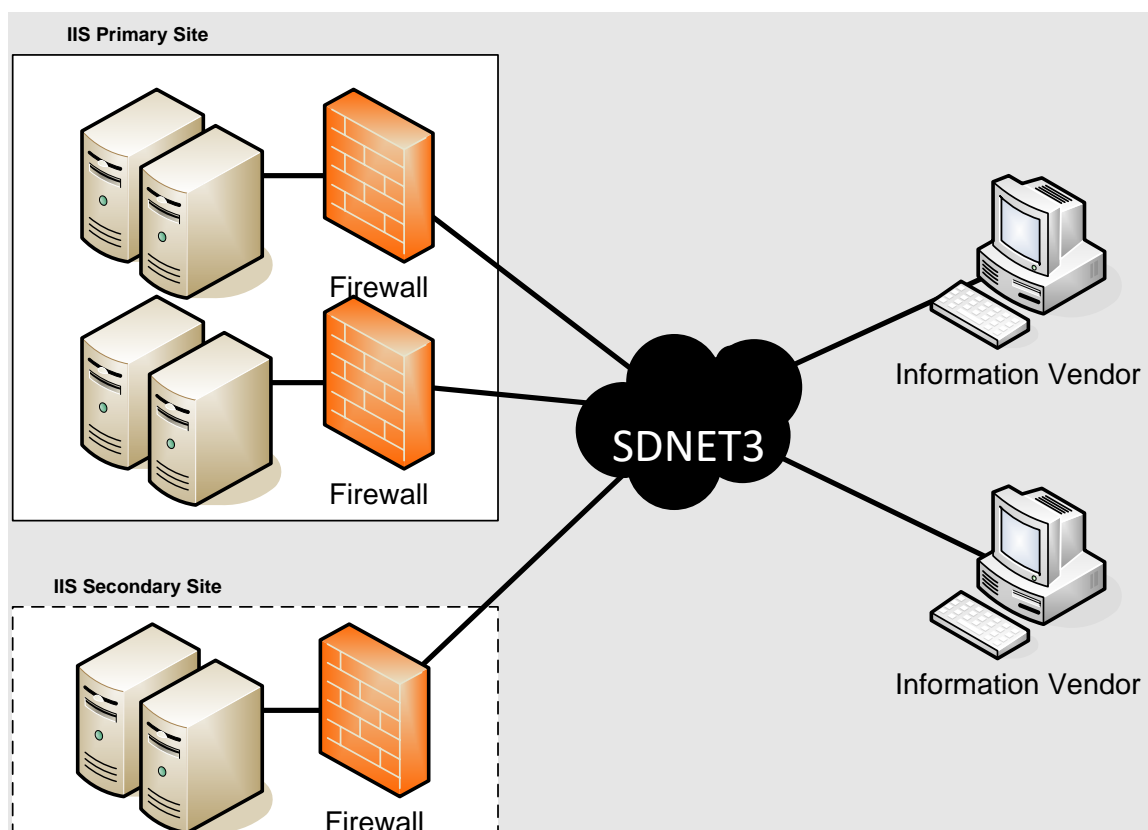 IIS Primary Site
Firewall
Information Vendor
SDNET3
Firewall
IIS Secondary Site
Information Vendor
Firewall